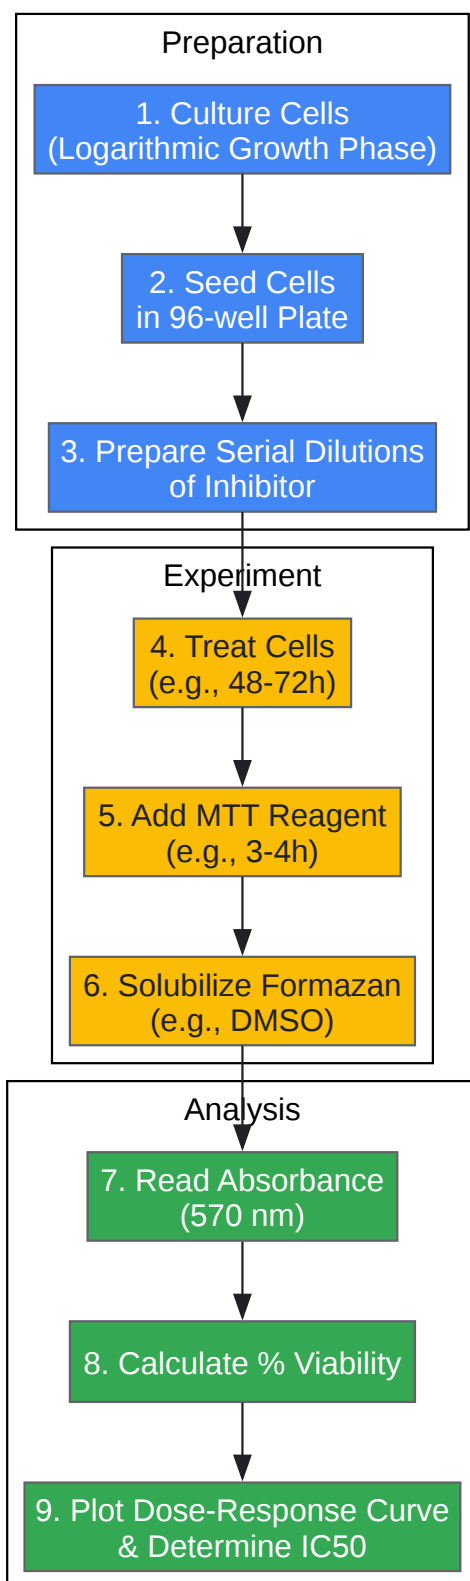 Preparation
1. Culture Cells
(Logarithmic Growth Phase)
2. Seed Cells
in 96-well Plate
3. Prepare Serial Dilutions
of Inhibitor
Experiment
4. Treat Cells
(e.g., 48-72h)
5. Add MTT Reagent
(e.g., 3-4h)
6. Solubilize Formazan
(e.g., DMSO)
Analysis
7. Read Absorbance
(570 nm)
8. Calculate % Viability
9. Plot Dose-Response Curve
& Determine IC50